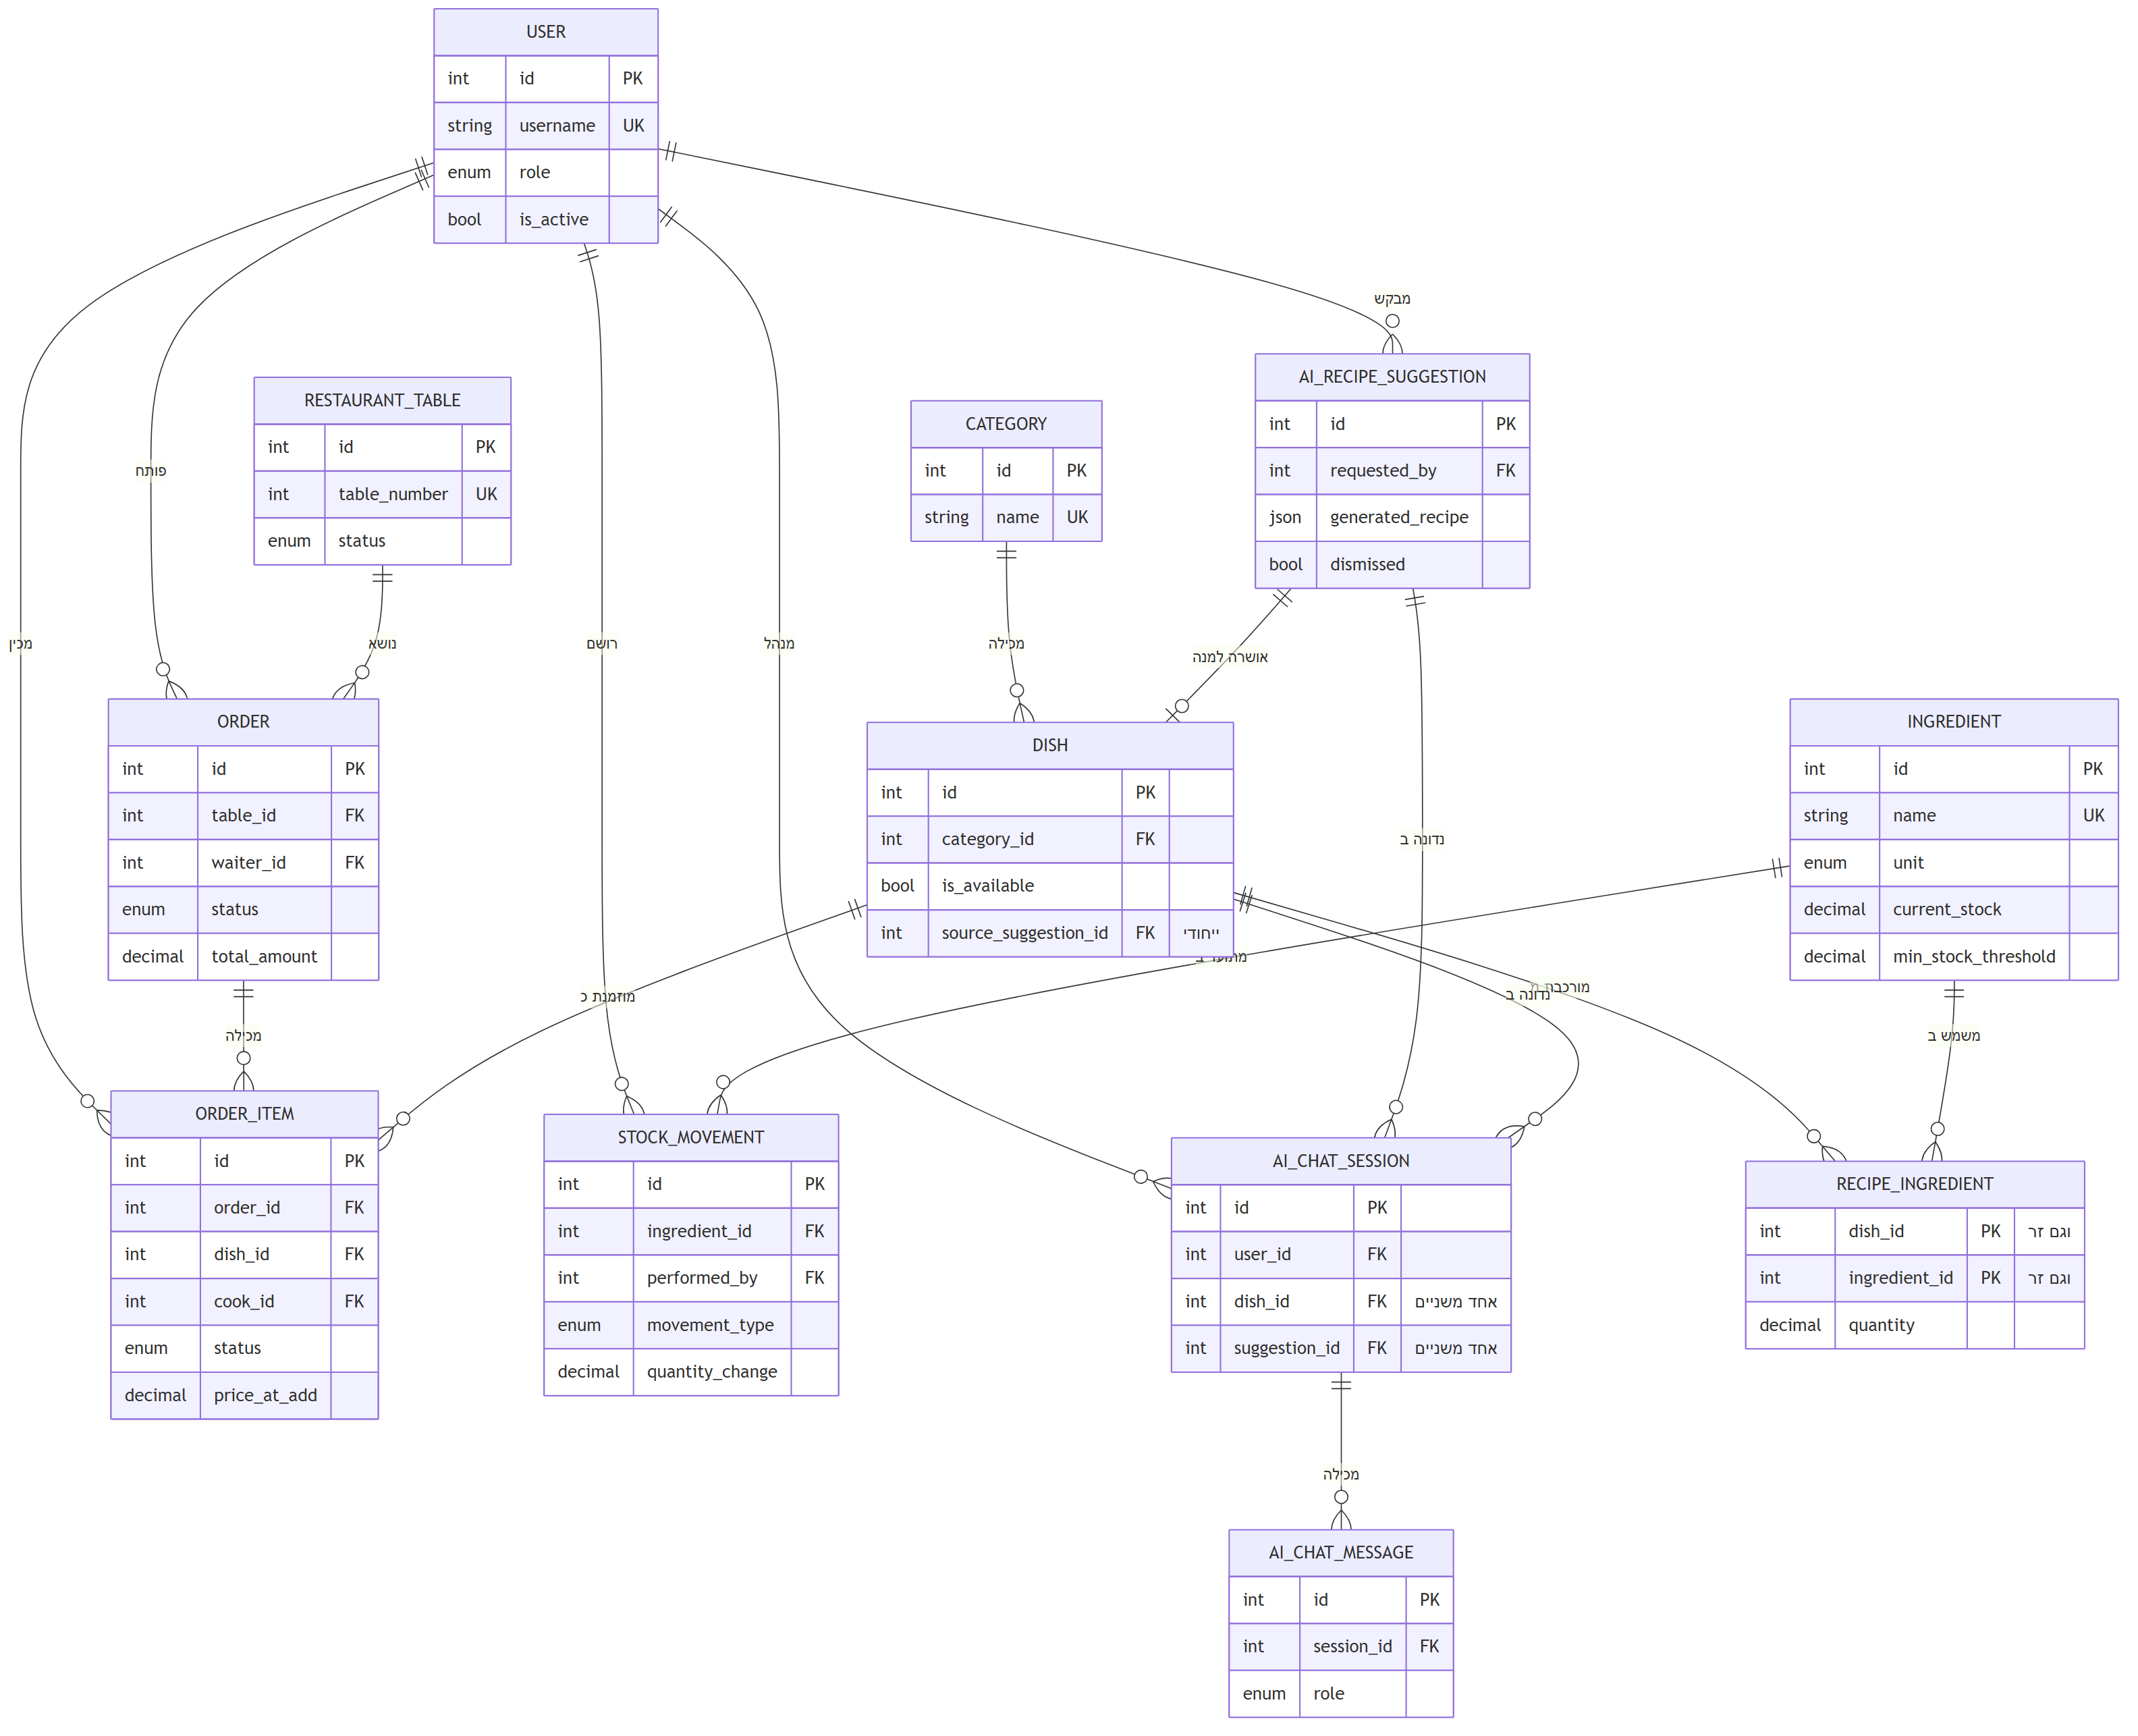 USER
int id PK
string username UK
enum role
bool is_active
מבקש
AI_RECIPE_SUGGESTION
int id PK
int requested_by FK
json generated_recipe
bool dismissed
RESTAURANT_TABLE
int id PK
int table_number UK
enum status
CATEGORY
int id PK
string name UK
פותח
מכין
נושא
רושם
מנהל
מכילה
אושרה למנה
ORDER
int id PK
int table_id FK
int waiter_id FK
enum status
decimal total_amount
DISH
int id PK
int category_id FK
bool is_available
int source_suggestion_id FK ייחודי
נדונה ב
INGREDIENT
int id PK
string name UK
enum unit
decimal current_stock
decimal min_stock_threshold
מתועד ב
מוזמנת כ
נדונה ב
מורכבת מ
מכילה
משמש ב
ORDER_ITEM
int id PK
int order_id FK
int dish_id FK
int cook_id FK
enum status
decimal price_at_add
STOCK_MOVEMENT
int id PK
int ingredient_id FK
int performed_by FK
enum movement_type
decimal quantity_change
AI_CHAT_SESSION
int id PK
int user_id FK
int dish_id FK אחד משניים
int suggestion_id FK אחד משניים
RECIPE_INGREDIENT
int dish_id PK וגם זר
int ingredient_id PK וגם זר
decimal quantity
מכילה
AI_CHAT_MESSAGE
int id PK
int session_id FK
enum role